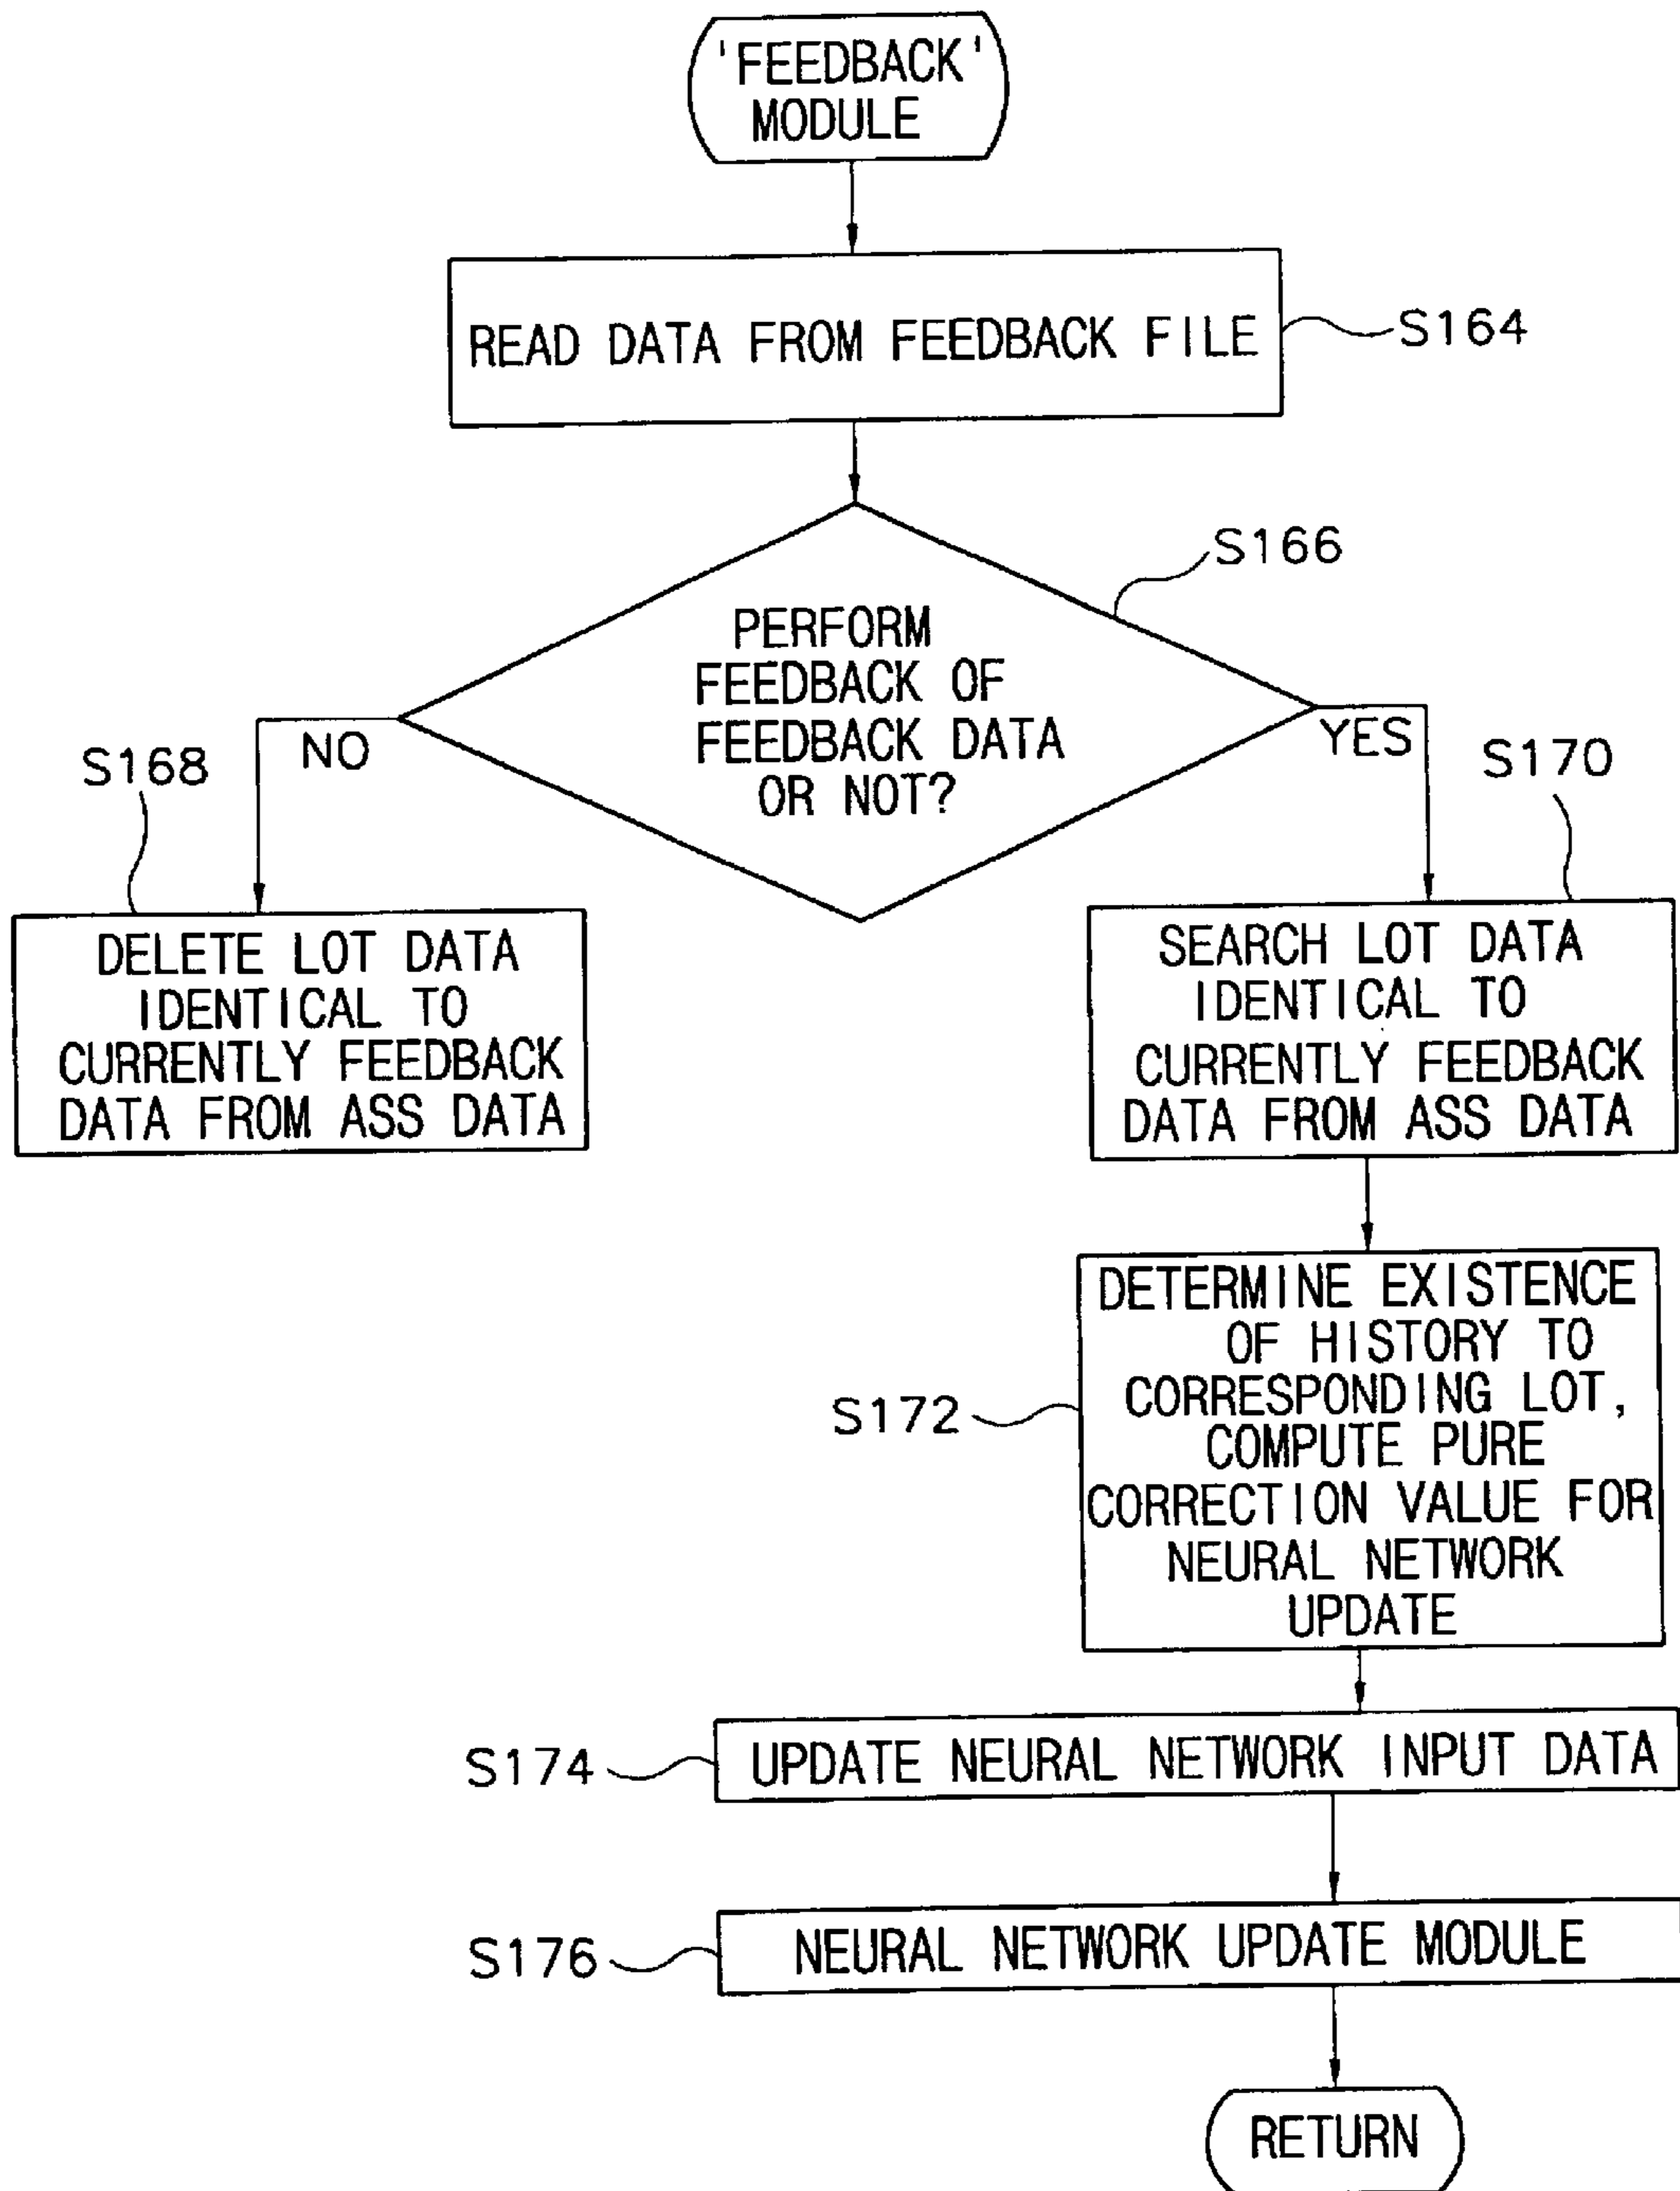 'FEEDBACK'
MODULE
READ DATA FROM FEEDBACK FILE
S164
S166
PERFORM
FEEDBACK OF
FEEDBACK DATA
OR NOT?
NO
YES
S168
S170
DELETE LOT DATA
IDENTICAL TO
CURRENTLY FEEDBACK
DATA FROM ASS DATA
SEARCH LOT DATA
IDENTICAL TO
CURRENTLY FEEDBACK
DATA FROM ASS DATA
S172
DETERMINE EXISTENCE
OF HISTORY TO
CORRESPONDING LOT,
COMPUTE PURE
CORRECTION VALUE FOR
NEURAL NETWORK
UPDATE
S174
UPDATE NEURAL NETWORK INPUT DATA
S176
NEURAL NETWORK UPDATE MODULE
RETURN